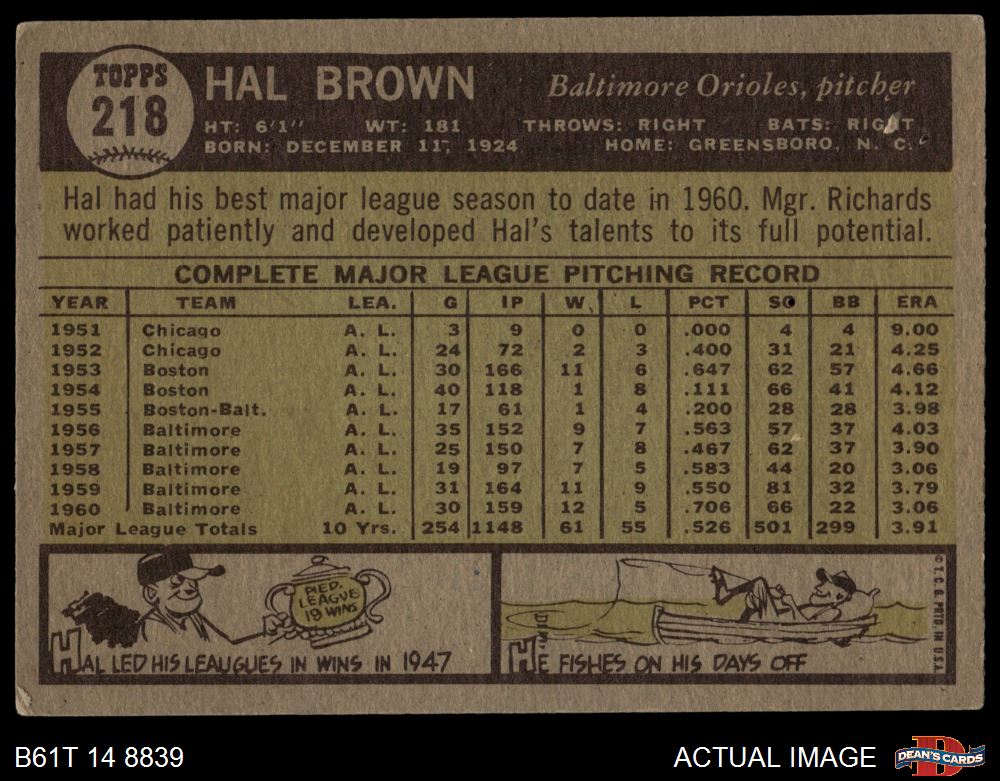 TOPPS
218
HAL BROWN
Baltimore Orioles, pitcher
HT: 6'1" WT: 181 THROWS: RIGHT BATS: RIGHT
BORN: DECEMBER 11, 1924 HOME: GREENSBORO, N. C.
Hal had his best major league season to date in 1960. Mgr. Richards
worked patiently and developed Hal's talents to its full potential.
COMPLETE MAJOR LEAGUE PITCHING RECORD
YEAR TEAM LEA. G IP W. L PCT SO BB ERA
1951 Chicago A. L. 3 9 0 0 .000 4 4 9.00
1952 Chicago A. L. 24 72 2 3 .400 31 21 4.25
1953 Boston A. L. 30 166 11 6 .647 62 57 4.66
1954 Boston A. L. 40 118 1 8 .111 66 41 4.12
1955 Boston-Balt. A. L. 17 61 1 4 .200 28 28 3.98
1956 Baltimore A. L. 35 152 9 7 .563 57 37 4.03
1957 Baltimore A. L. 25 150 7 8 .467 62 37 3.90
1958 Baltimore A. L. 19 97 7 5 .583 44 20 3.06
1959 Baltimore A. L. 31 164 11 9 .550 81 32 3.79
1960 Baltimore A. L. 30 159 12 5 .706 66 22 3.06
Major League Totals 10 Yrs. 254 1148 61 55 .526 501 299 3.91
PIED.
LEAGUE
19 WINS
HAL LED HIS LEAUGUES IN WINS IN 1947
HE FISHES ON HIS DAYS OFF
© T. C. G. PRTD. IN U.S.A.
B61T 14 8839
ACTUAL IMAGE
D
DEAN'S CARDS